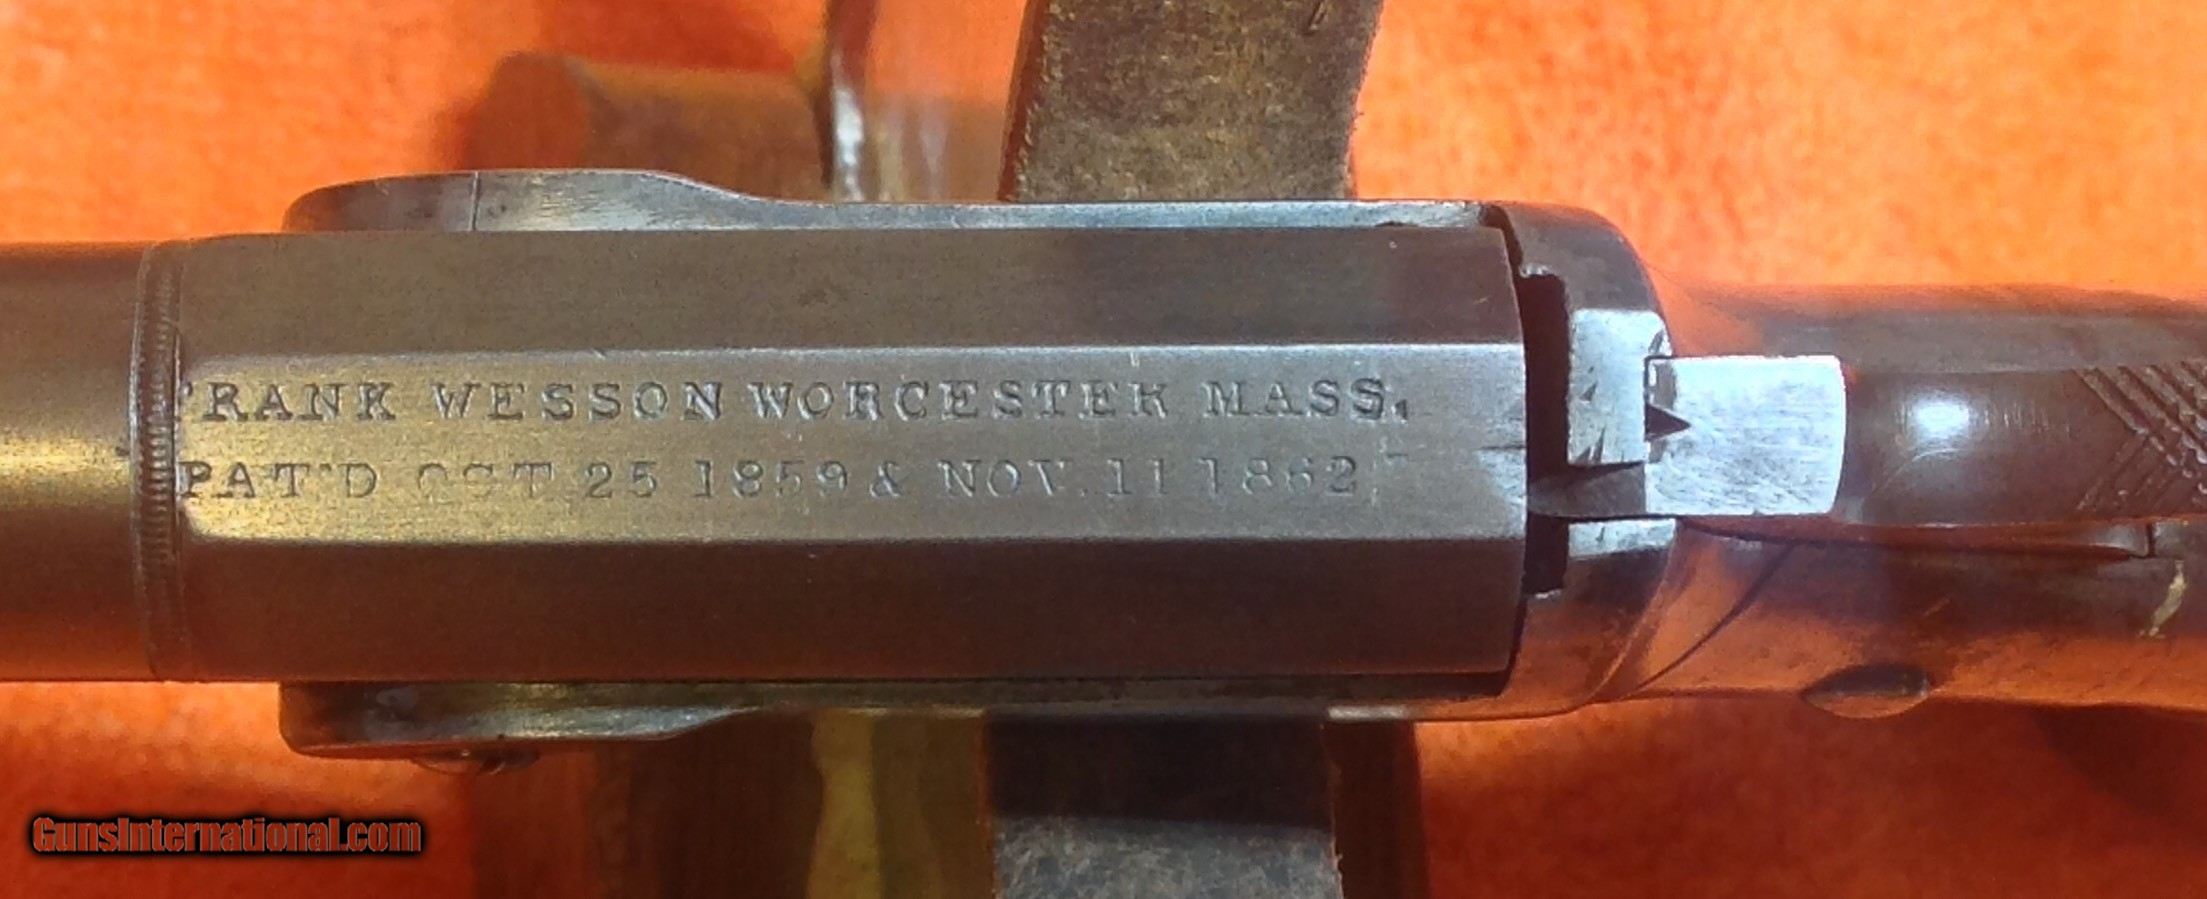 FRANK WESSON WORCESTER MASS.
PAT'D OCT. 25 1859 & NOV. 11 1862
GunsInternational.com